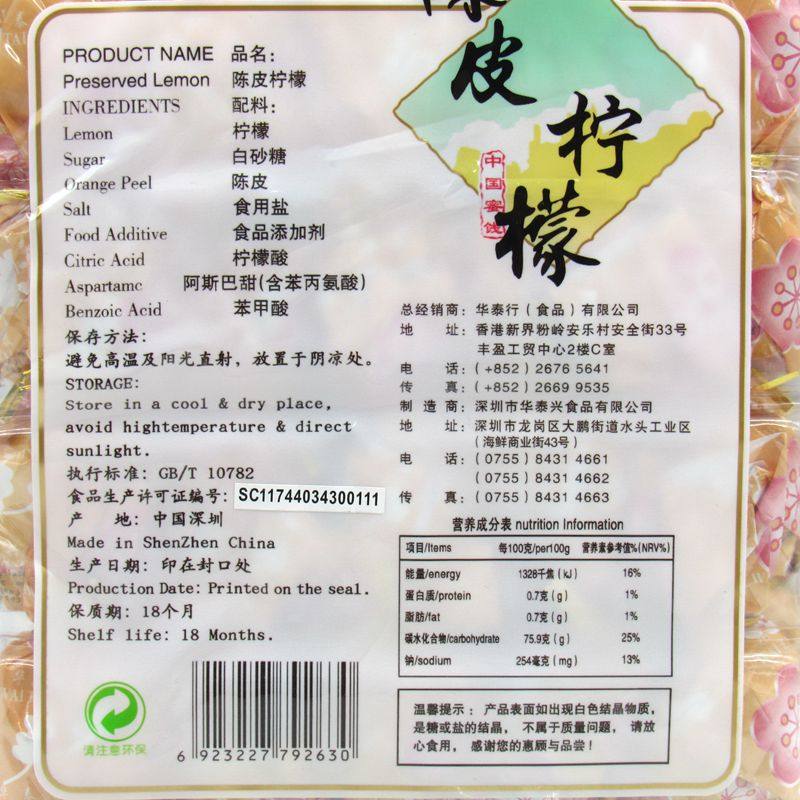 陈皮
柠檬
中国蜜饯
PRODUCT NAME 品名：
Preserved Lemon 陈皮柠檬
INGREDIENTS 配料：
Lemon 柠檬
Sugar 白砂糖
Orange Peel 陈皮
Salt 食用盐
Food Additive 食品添加剂
Citric Acid 柠檬酸
Aspartamc 阿斯巴甜(含苯丙氨酸)
Benzoic Acid 苯甲酸
保存方法：
避免高温及阳光直射，放置于阴凉处。
STORAGE:
Store in a cool & dry place,
avoid hightemperature & direct
sunlight.
执行标准：GB/T 10782
食品生产许可证编号：SC11744034300111
产 地：中国深圳
Made in ShenZhen China
生产日期：印在封口处
Production Date: Printed on the seal.
保质期：18个月
Shelf life: 18 Months.
请注意环保
6 923227 792630
总经销商：华泰行（食品）有限公司
地 址：香港新界粉岭安乐村安全街33号
丰盈工贸中心2楼C室
电 话：(+852) 2676 5641
传 真：(+852) 2669 9535
制造商：深圳市华泰兴食品有限公司
地 址：深圳市龙岗区大鹏街道水头工业区
(海鲜商业街43号)
电 话：(0755) 8431 4661
(0755) 8431 4662
传 真：(0755) 8431 4663
营养成分表 nutrition Information
项目/Items 每100克/per100g 营养素参考值%(NRV%)
能量/energy 1328千焦(kJ) 16%
蛋白质/protein 0.7克(g) 1%
脂肪/fat 0.7克(g) 1%
碳水化合物/carbohydrate 75.9克(g) 25%
钠/sodium 254毫克(mg) 13%
温馨提示：产品表面如出现白色结晶物质，
是糖或盐的结晶，不属于质量问题，请放
心食用，感谢您的惠顾与品尝！